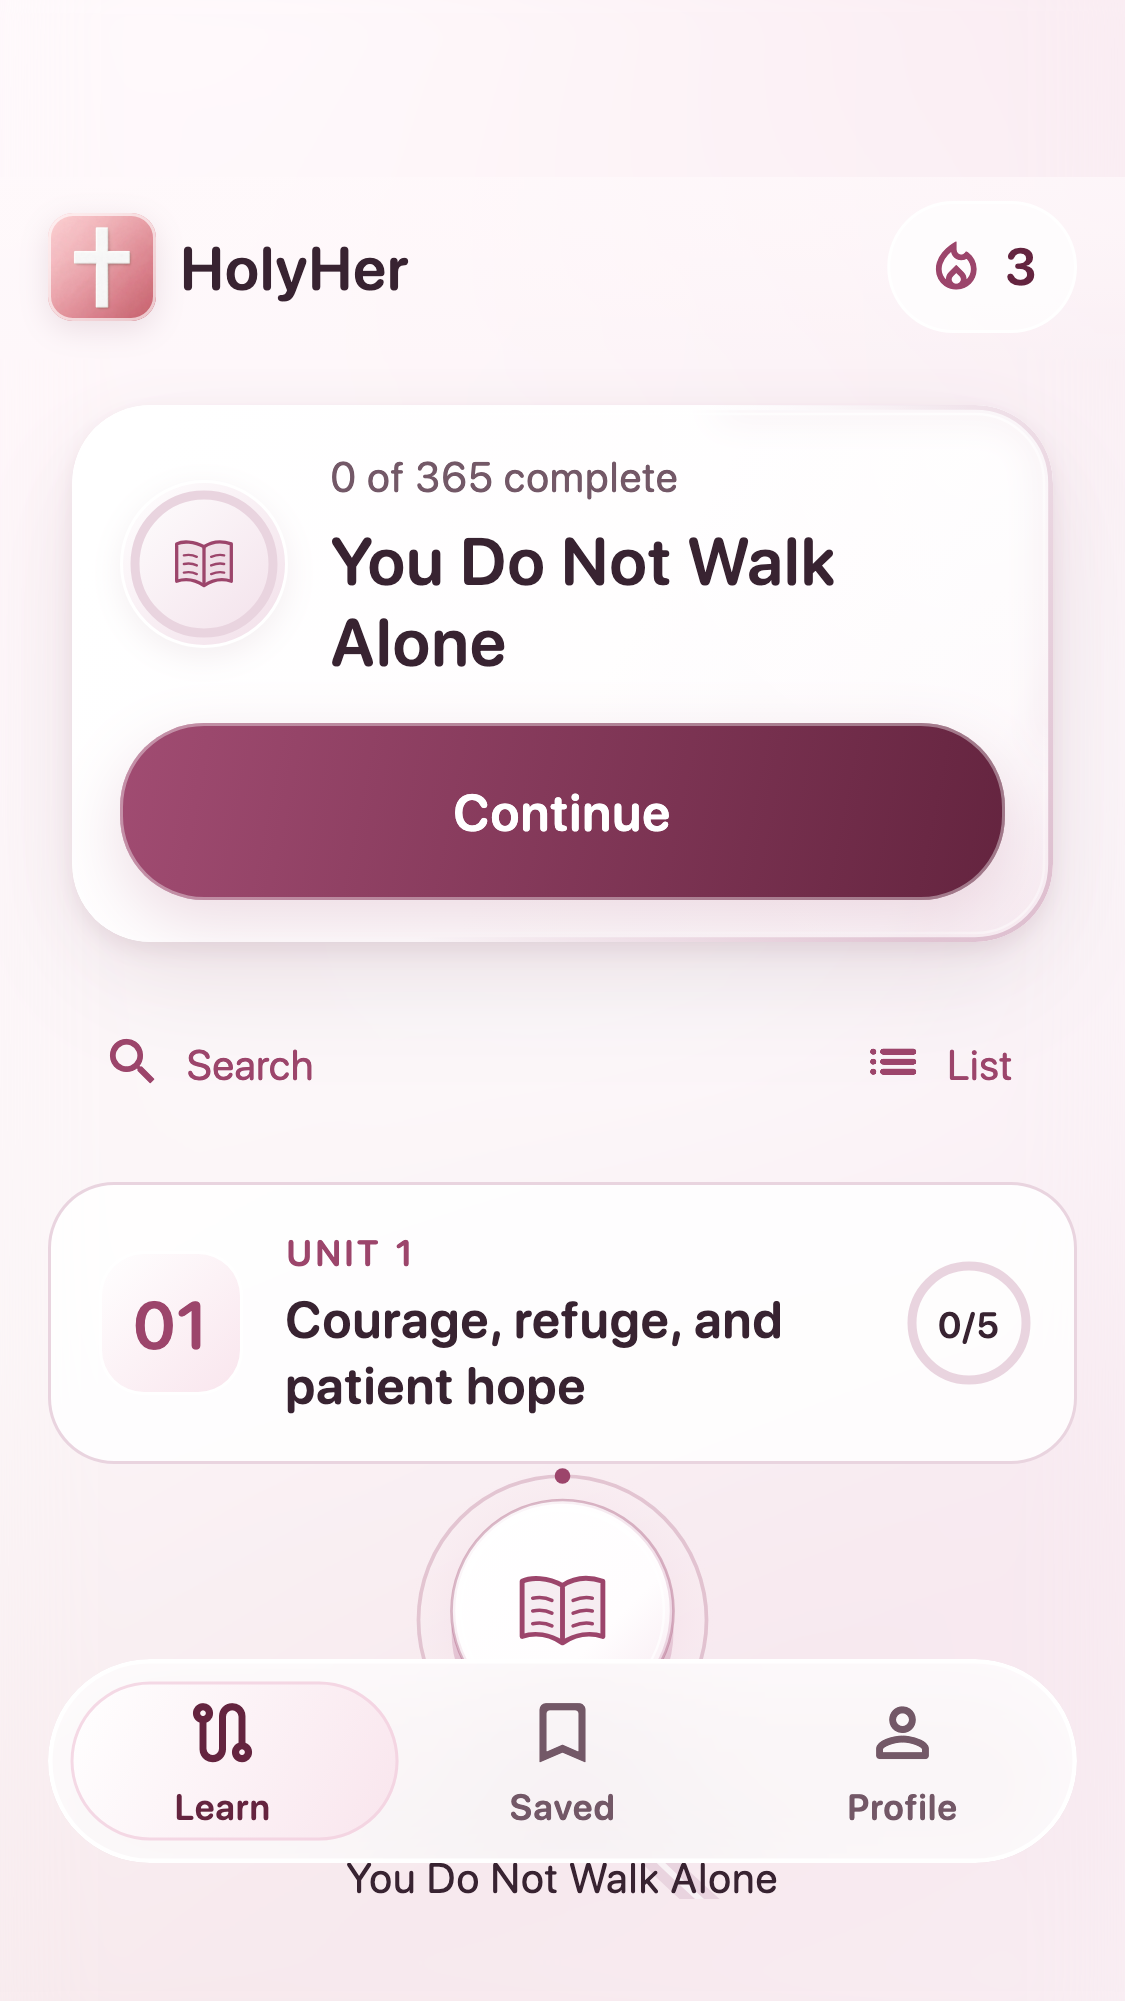 HolyHer
3
0 of 365 complete
You Do Not Walk
Alone
Continue
Search
List
UNIT 1
01
Courage, refuge, and
patient hope
0/5
Learn
Saved
Profile
You Do Not Walk Alone